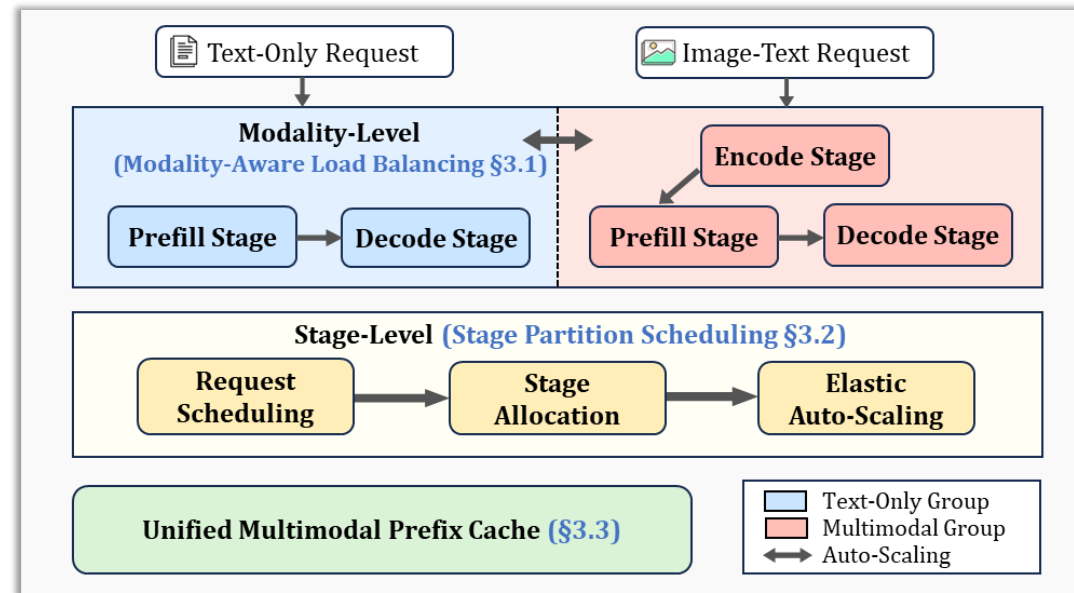 Text-Only Request
Image-Text Request
Modality-Level
(Modality-Aware Load Balancing §3.1)
Prefill Stage
Decode Stage
Encode Stage
Prefill Stage
Decode Stage
Stage-Level (Stage Partition Scheduling §3.2)
Request
Scheduling
Stage
Allocation
Elastic
Auto-Scaling
Unified Multimodal Prefix Cache (§3.3)
Text-Only Group
Multimodal Group
Auto-Scaling